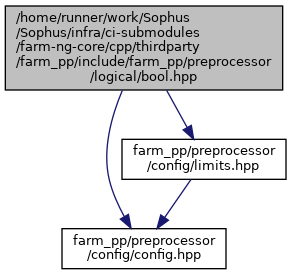 /home/runner/work/Sophus
/Sophus/infra/ci-submodules
/farm-ng-core/cpp/thirdparty
/farm_pp/include/farm_pp/preprocessor
/logical/bool.hpp
farm_pp/preprocessor
/config/limits.hpp
farm_pp/preprocessor
/config/config.hpp